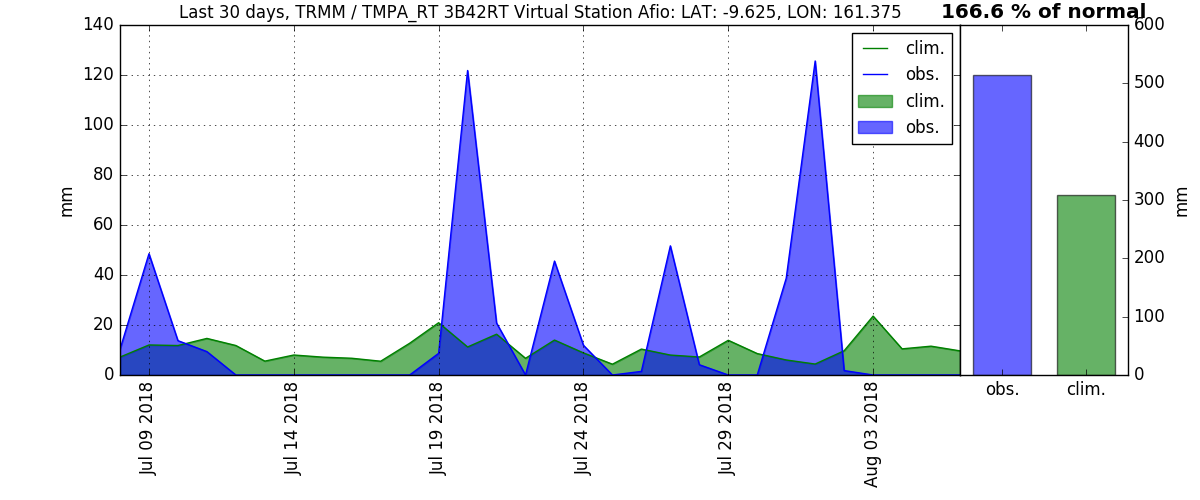 Last 30 days, TRMM / TMPA_RT 3B42RT Virtual Station Afio: LAT: -9.625, LON: 161.375
166.6 % of normal
140
120
100
80
60
40
20
0
mm
clim.
obs.
clim.
obs.
Jul 09 2018
Jul 14 2018
Jul 19 2018
Jul 24 2018
Jul 29 2018
Aug 03 2018
600
500
400
300
200
100
0
mm
obs.
clim.